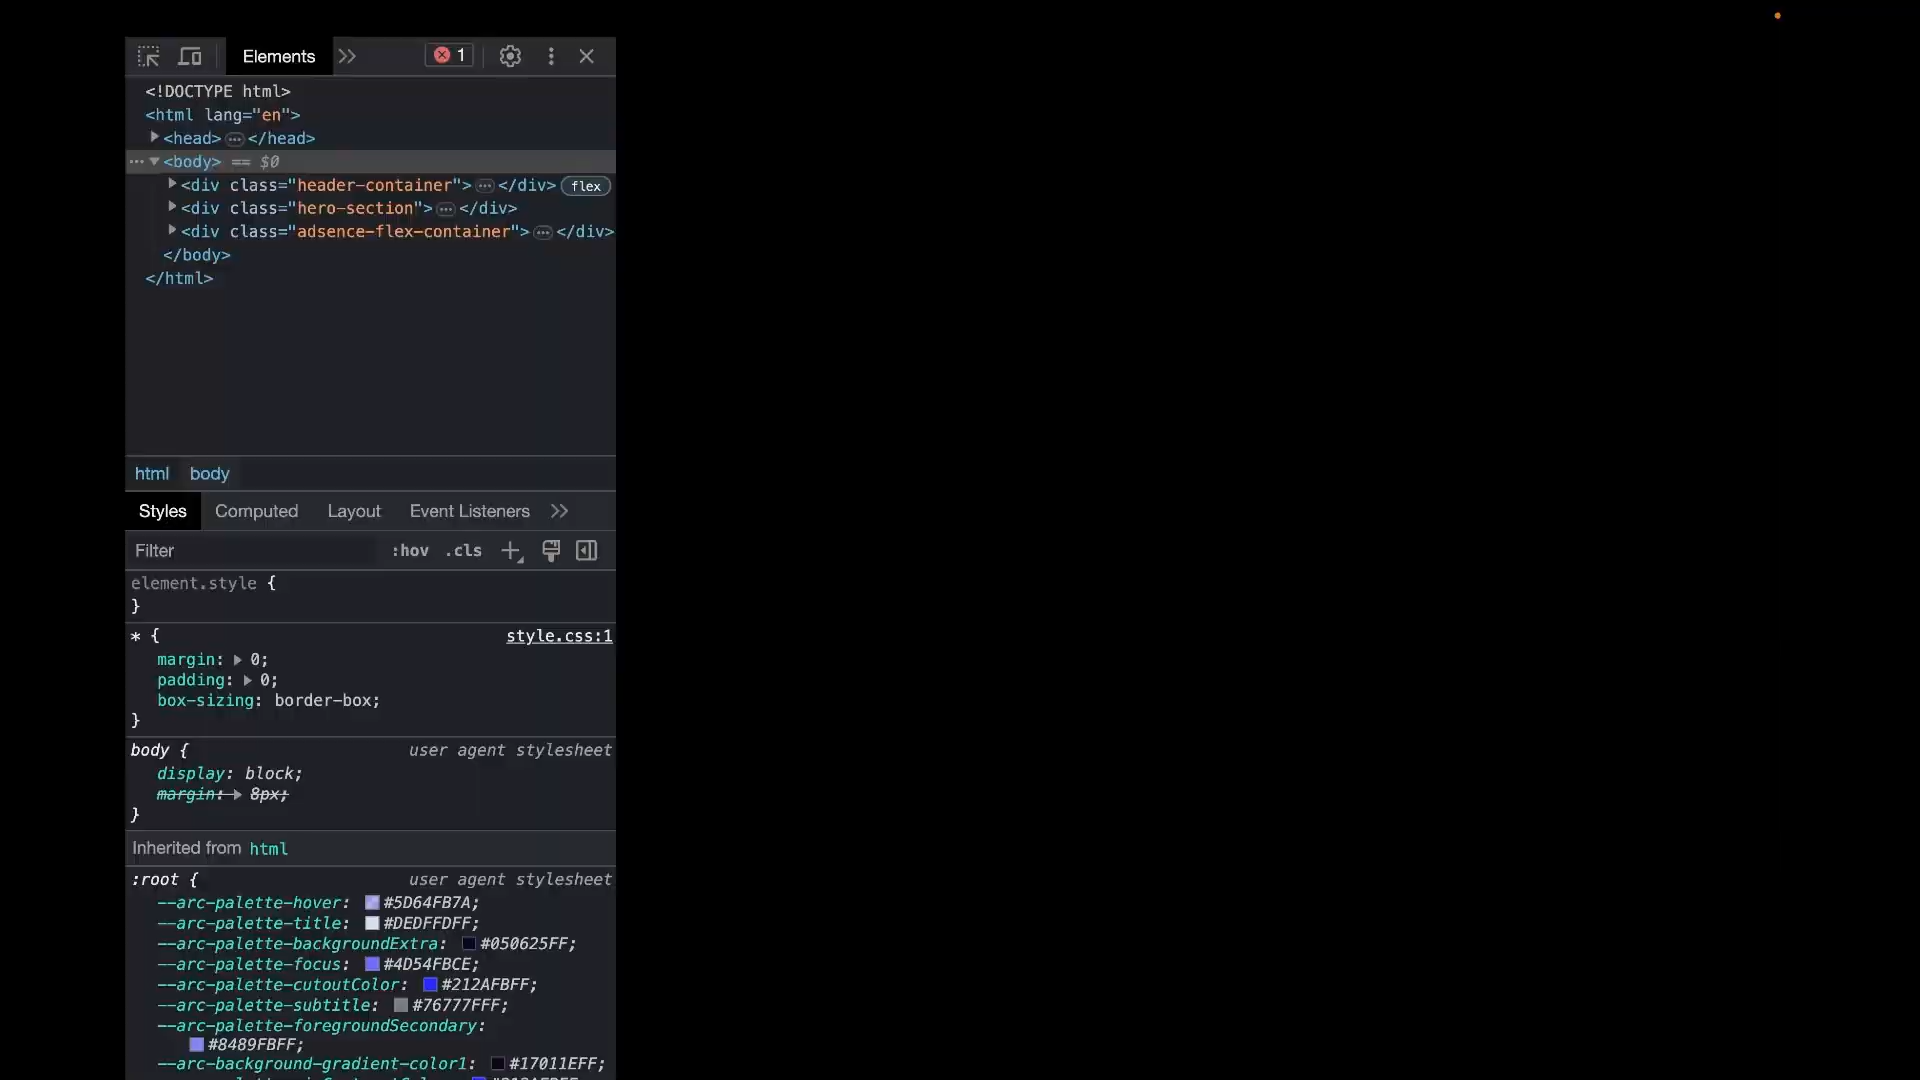 Elements 1
<!DOCTYPE html>
<html lang="en">
<head> … </head>
… <body> == $0
<div class="header-container"> … </div> flex
<div class="hero-section"> … </div>
<div class="adsence-flex-container"> … </div>
</body>
</html>
html body
Styles Computed Layout Event Listeners
Filter :hov .cls
element.style {
}
* { style.css:1
margin: 0;
padding: 0;
box-sizing: border-box;
}
body { user agent stylesheet
display: block;
margin: 8px;
}
Inherited from html
:root { user agent stylesheet
--arc-palette-hover: #5D64FB7A;
--arc-palette-title: #DEDFFDFF;
--arc-palette-backgroundExtra: #050625FF;
--arc-palette-focus: #4D54FBCE;
--arc-palette-cutoutColor: #212AFBFF;
--arc-palette-subtitle: #76777FFF;
--arc-palette-foregroundSecondary:
#8489FBFF;
--arc-background-gradient-color1: #17011EFF;